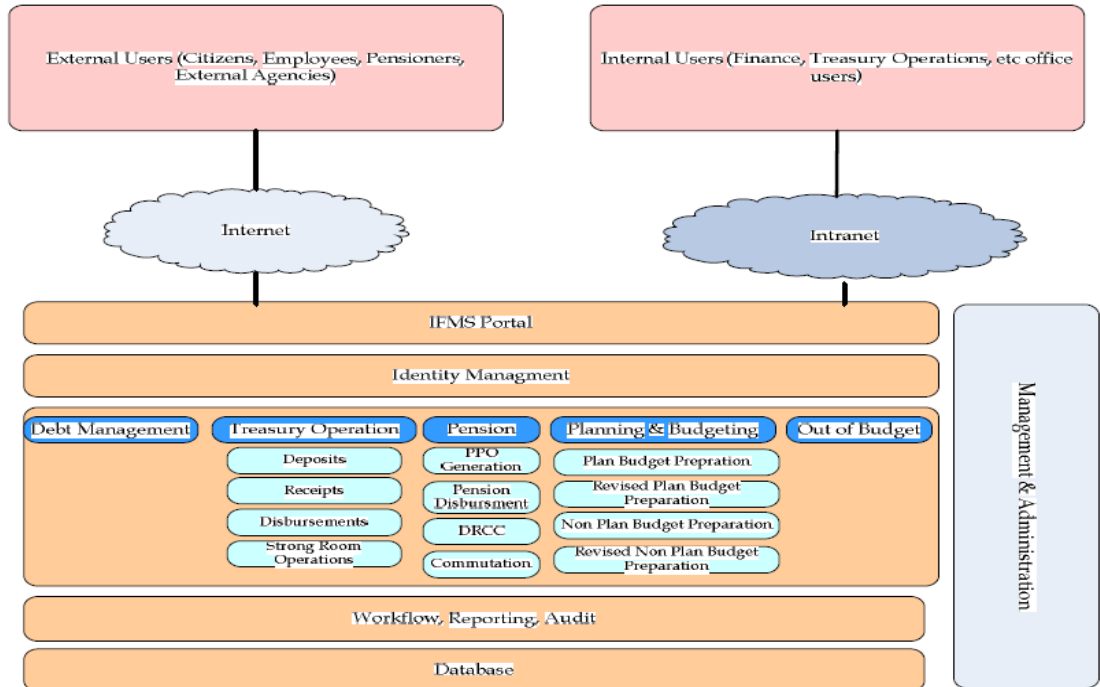 External Users (Citizens, Employees, Pensioners,
External Agencies)
Internal Users (Finance, Treasury Operations, etc office
users)
Internet
Intranet
IFMS Portal
Identity Managment
Debt Management
Treasury Operation
Pension
Planning & Budgeting
Out of Budget
Deposits
Receipts
Disbursements
Strong Room
Operations
PPO
Generation
Pension
Disbursment
DRCC
Commutation
Plan Budget Prepration
Revised Plan Budget
Preparation
Non Plan Budget Preparation
Revised Non Plan Budget
Preparation
Workflow, Reporting, Audit
Database
Management & Administration